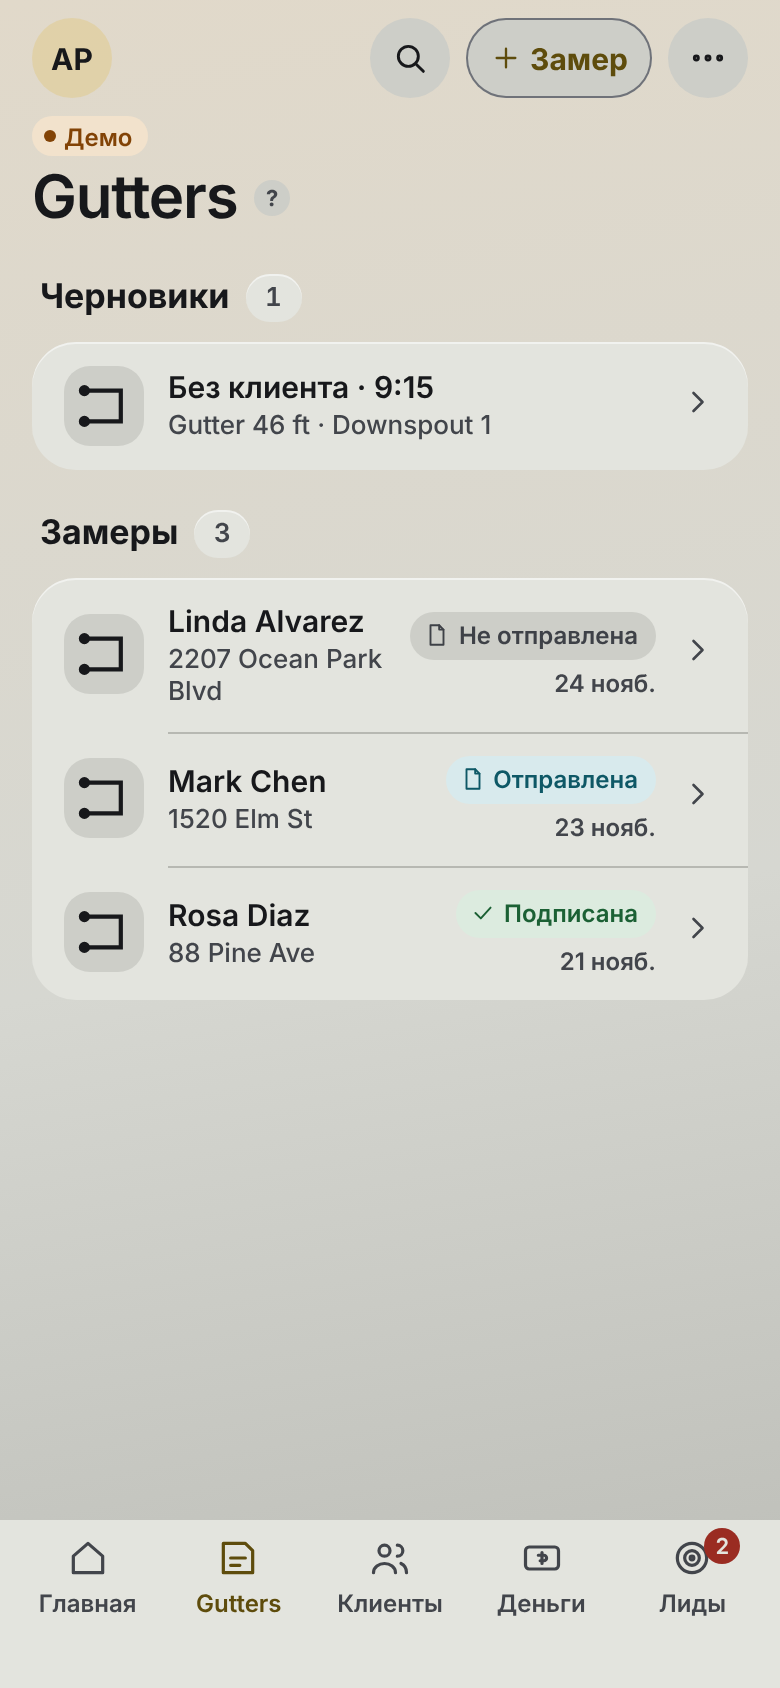 AP
+ Замер
Демо
Gutters ?
Черновики 1
Без клиента · 9:15
Gutter 46 ft · Downspout 1
Замеры 3
Linda Alvarez
2207 Ocean Park
Blvd
Не отправлена
24 нояб.
Mark Chen
1520 Elm St
Отправлена
23 нояб.
Rosa Diaz
88 Pine Ave
Подписана
21 нояб.
2
Главная
Gutters
Клиенты
Деньги
Лиды